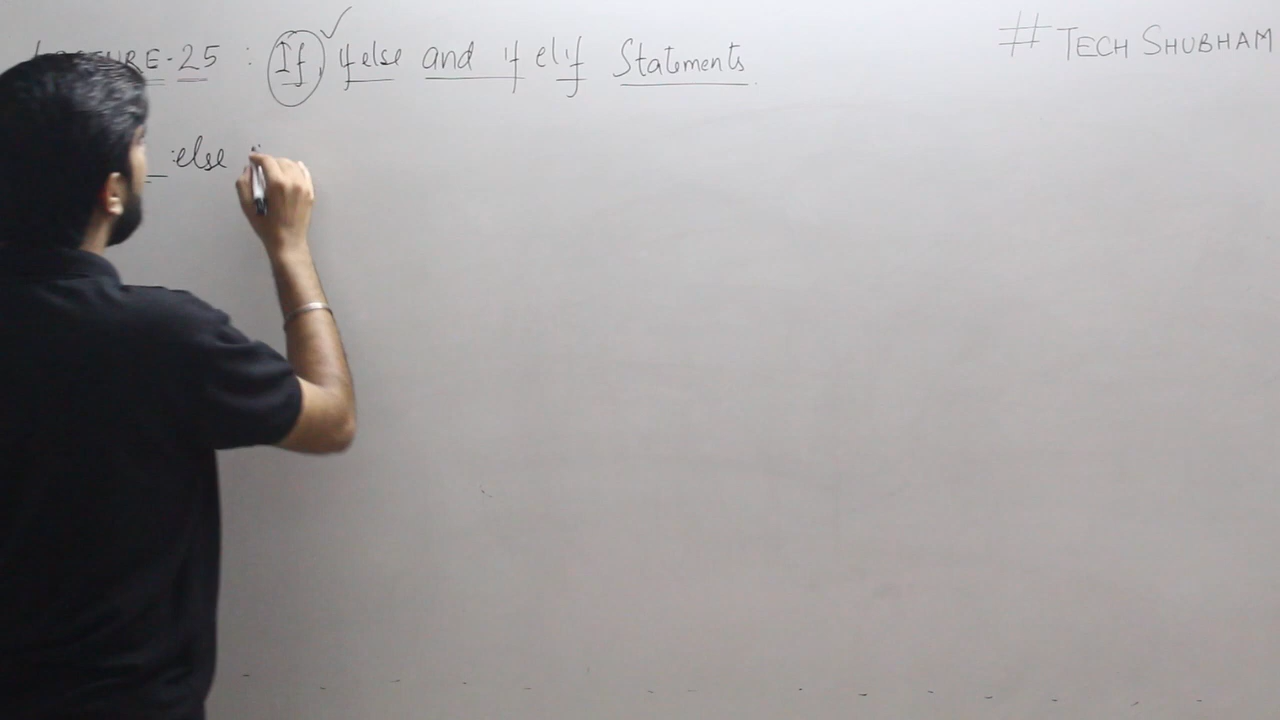 LECTURE-25 : If if else and if elif Statements
# TECH SHUBHAM
else